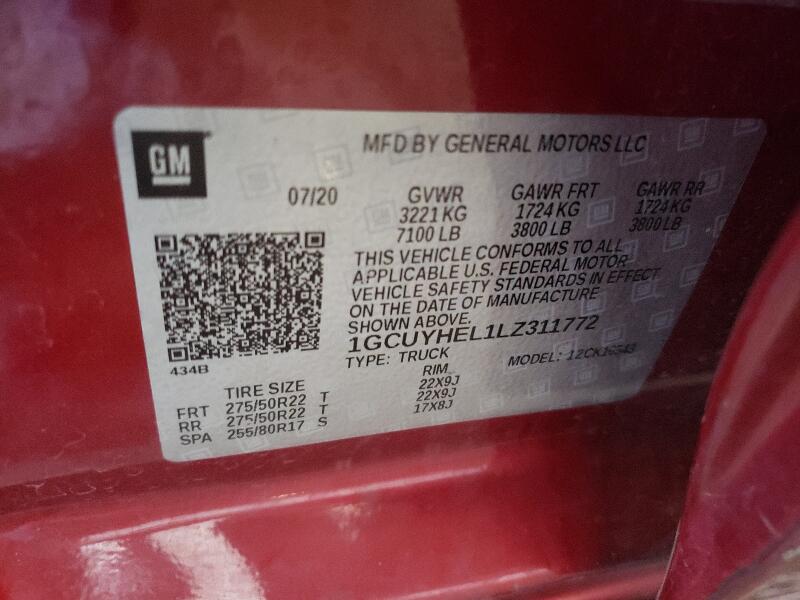 GM
MFD BY GENERAL MOTORS LLC
07/20 GVWR GAWR FRT GAWR RR
3221 KG 1724 KG 1724 KG
7100 LB 3800 LB 3800 LB
THIS VEHICLE CONFORMS TO ALL
APPLICABLE U.S. FEDERAL MOTOR
VEHICLE SAFETY STANDARDS IN EFFECT
ON THE DATE OF MANUFACTURE
SHOWN ABOVE.
1GCUYHEL1LZ311772
434B
TYPE: TRUCK MODEL: 12CK10543
TIRE SIZE RIM
FRT 275/50R22 T 22X9J
RR 275/50R22 T 22X9J
SPA 255/80R17 S 17X8J